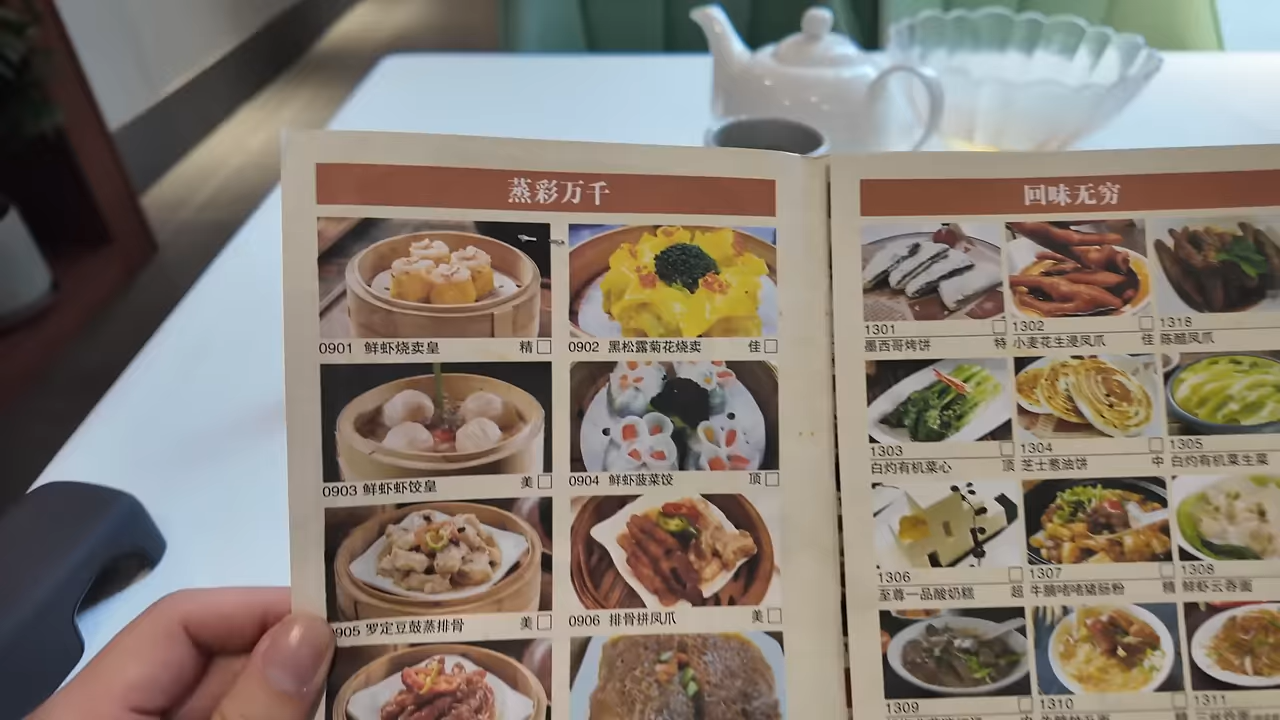 蒸彩万千
0901 鲜虾烧卖皇 精
0902 黑松露菊花烧卖 佳
0903 鲜虾虾饺皇 美
0904 鲜虾菠菜饺 顶
905 罗定豆鼓蒸排骨 美
0906 排骨拼凤爪 美
回味无穷
1301
墨西哥烤饼 特
1302
小麦花生浸凤爪 佳
1316
陈醋凤爪
1303
白灼有机菜心 顶
1304
芝士葱油饼 中
1305
白灼有机菜生菜
1306
至尊一品酸奶糕 超
1307
牛腩啫啫猪肠粉 精
1308
鲜虾云吞面
1309
1310
1311